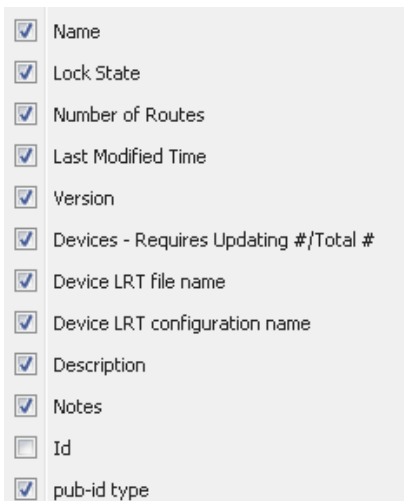 Name
Lock State
Number of Routes
Last Modified Time
Version
Devices - Requires Updating #/Total #
Device LRT file name
Device LRT configuration name
Description
Notes
Id
pub-id type